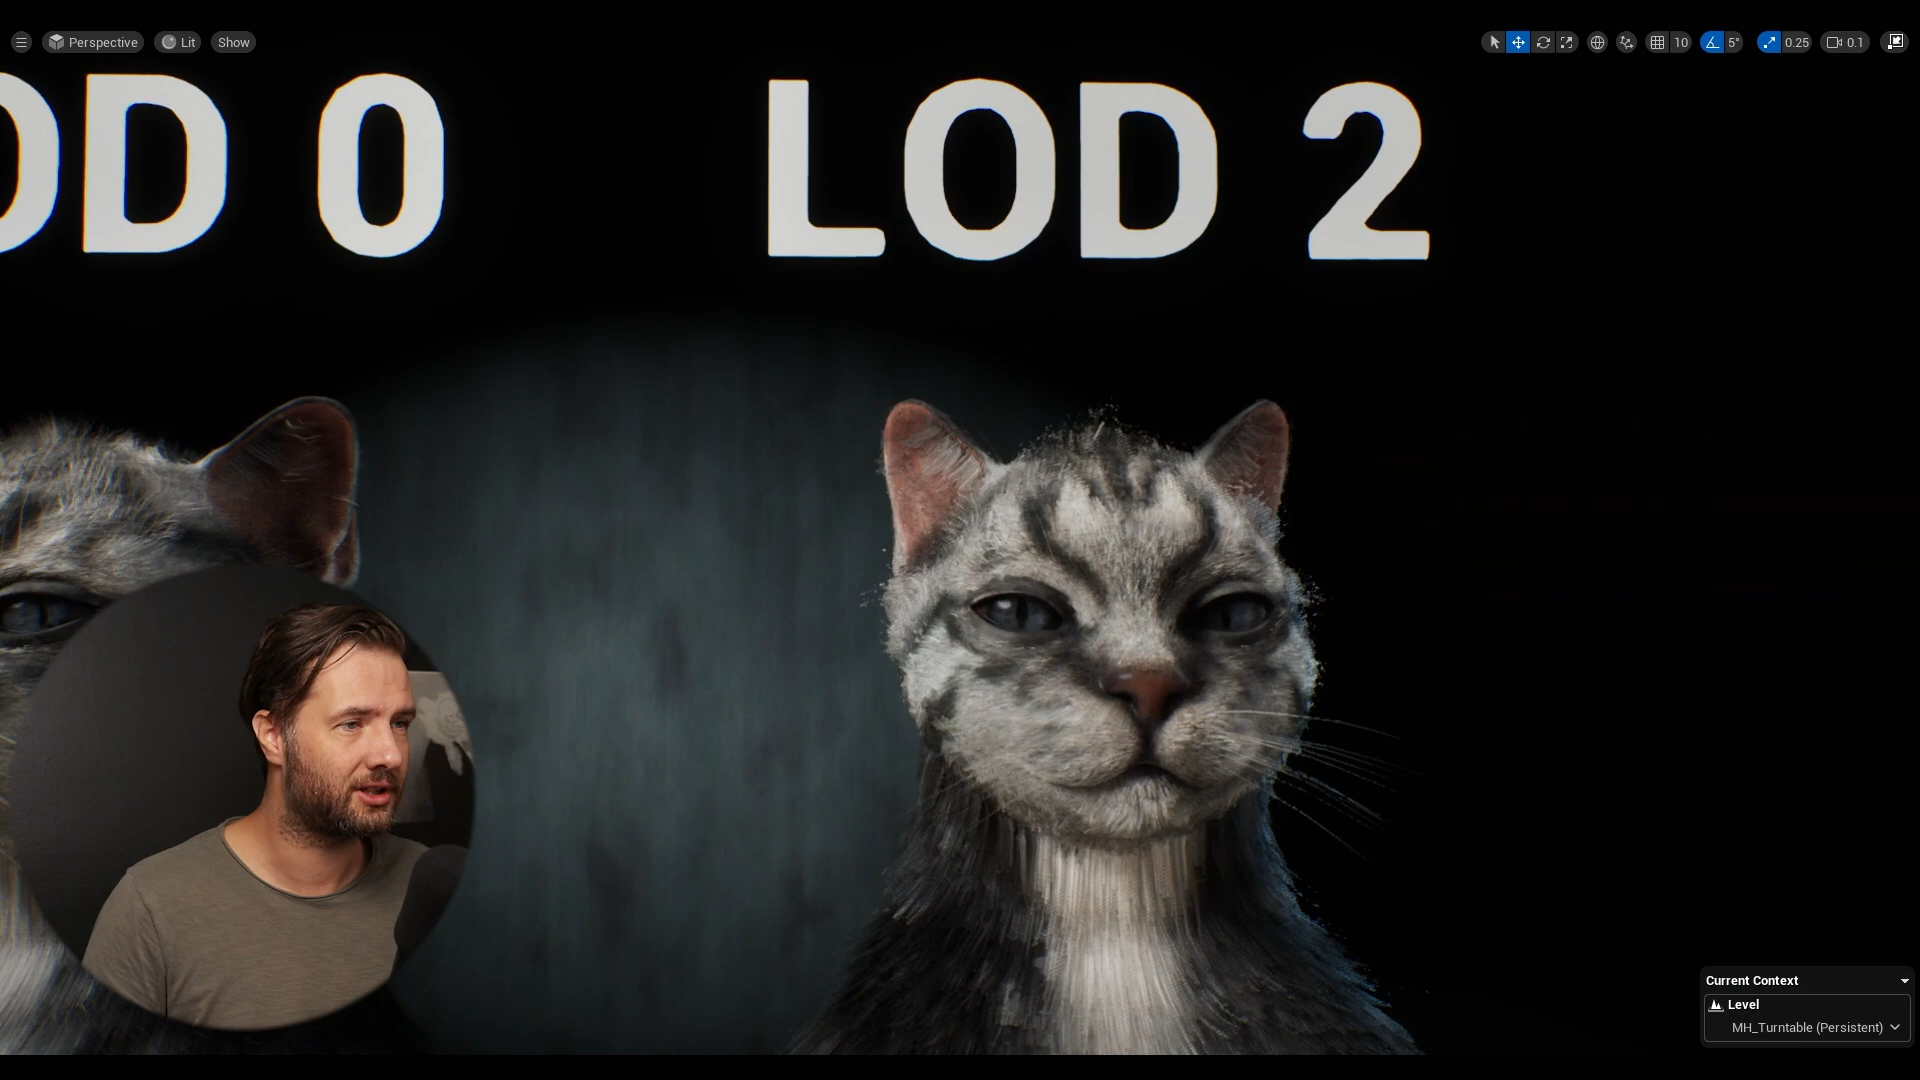 Perspective Lit Show 10 5° 0.25 0.1
OD 0 LOD 2
Current Context
Level
MH_Turntable (Persistent)